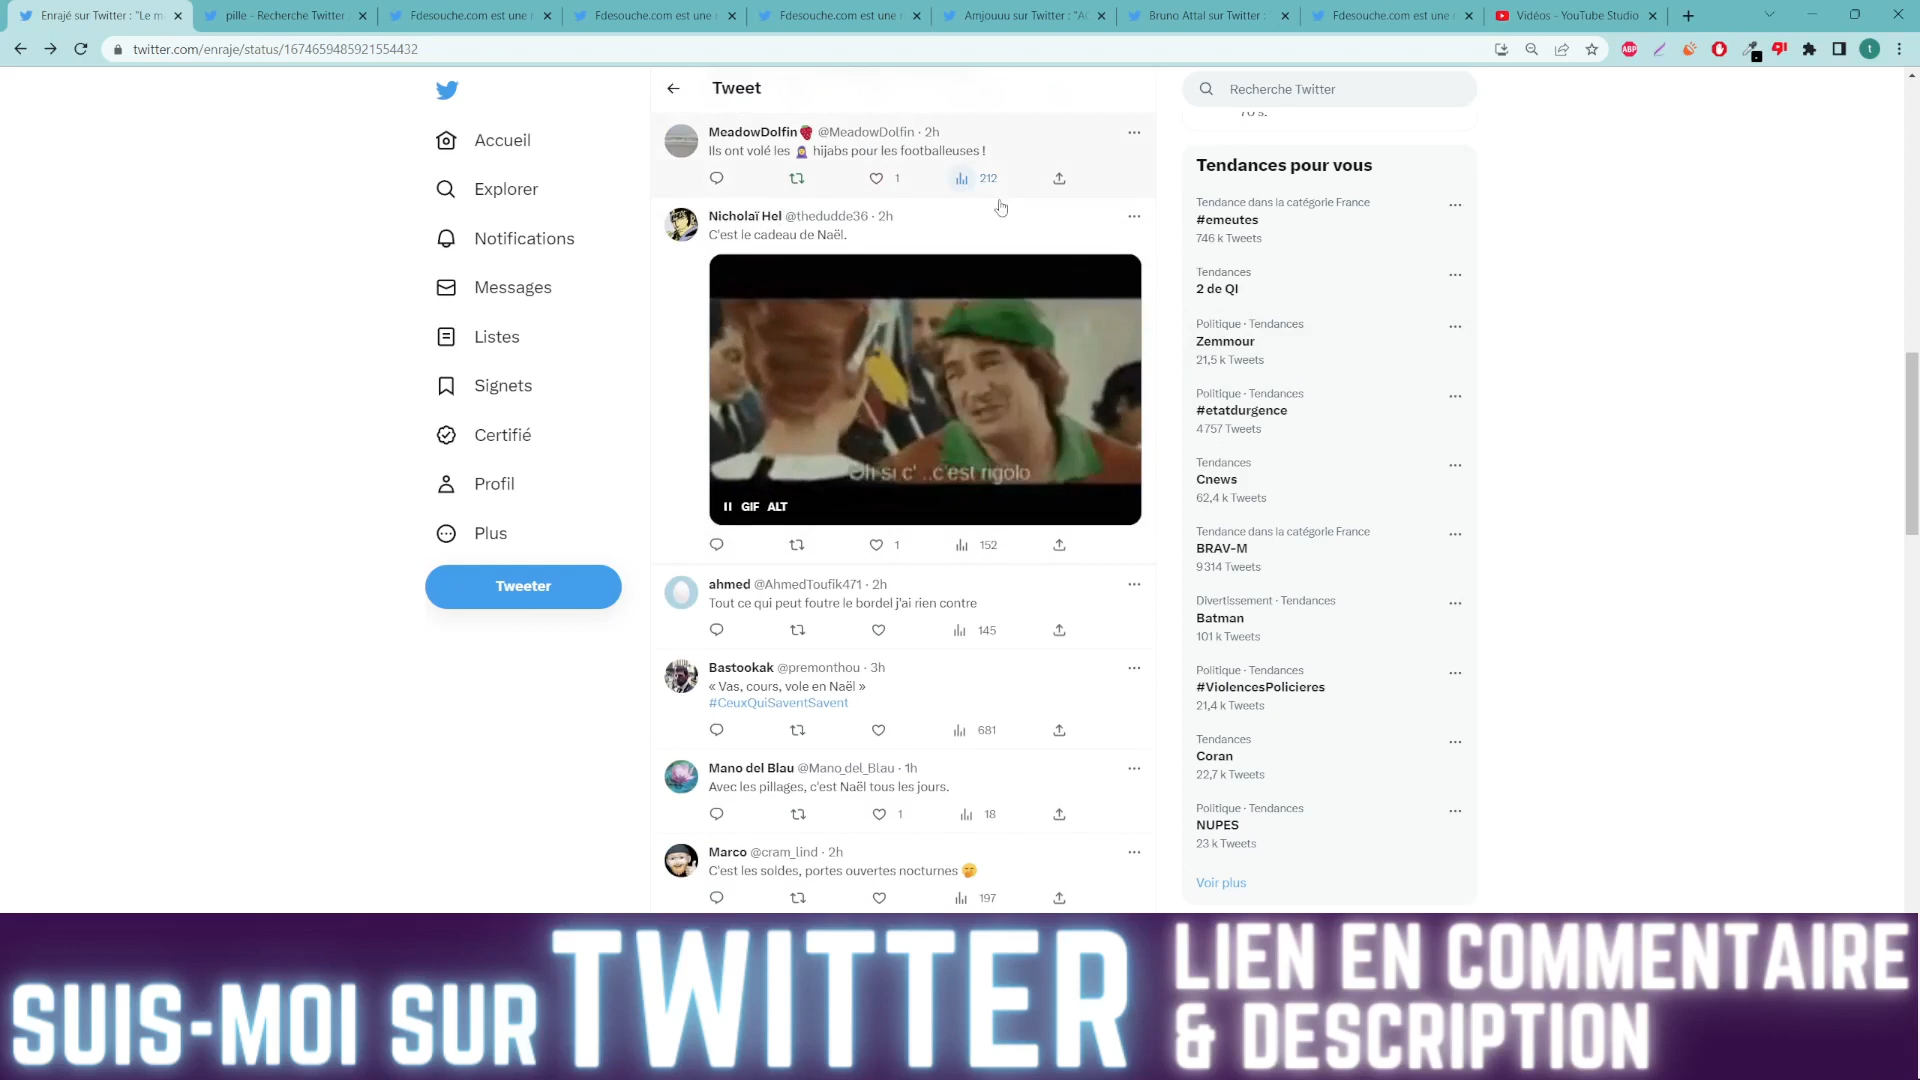 Enrajé sur Twitter : "Le m
pille - Recherche Twitter
Fdesouche.com est une
Fdesouche.com est une
Fdesouche.com est une
Amjouuu sur Twitter : "A
Bruno Attal sur Twitter :
Fdesouche.com est une
Vidéos - YouTube Studio
twitter.com/enraje/status/1674659485921554432
ABP
t
Accueil
Explorer
Notifications
Messages
Listes
Signets
Certifié
Profil
Plus
Tweeter
Tweet
MeadowDolfin @MeadowDolfin · 2h
Ils ont volé les 🧕 hijabs pour les footballeuses !
1 212
Nicholaï Hel @thedudde36 · 2h
C'est le cadeau de Naël.
Oh si c' ..c'est rigolo
GIF ALT
1 152
ahmed @AhmedToufik471 · 2h
Tout ce qui peut foutre le bordel j'ai rien contre
145
Bastookak @premonthou · 3h
« Vas, cours, vole en Naël »
#CeuxQuiSaventSavent
681
Mano del Blau @Mano_del_Blau · 1h
Avec les pillages, c'est Naël tous les jours.
1 18
Marco @cram_lind · 2h
C'est les soldes, portes ouvertes nocturnes 🤭
197
Recherche Twitter
70's.
Tendances pour vous
Tendance dans la catégorie France
#emeutes
746 k Tweets
Tendances
2 de QI
Politique · Tendances
Zemmour
21,5 k Tweets
Politique · Tendances
#etatdurgence
4 757 Tweets
Tendances
Cnews
62,4 k Tweets
Tendance dans la catégorie France
BRAV-M
9 314 Tweets
Divertissement · Tendances
Batman
101 k Tweets
Politique · Tendances
#ViolencesPolicieres
21,4 k Tweets
Tendances
Coran
22,7 k Tweets
Politique · Tendances
NUPES
23 k Tweets
Voir plus
SUIS-MOI SUR TWITTER
LIEN EN COMMENTAIRE
& DESCRIPTION